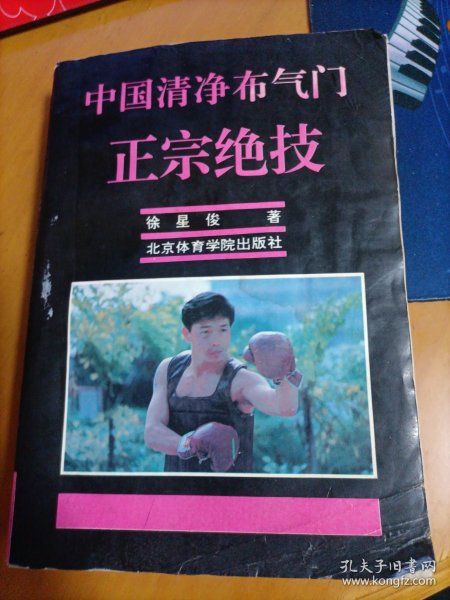 中国清净布气门
正宗绝技
徐星俊 著
北京体育学院出版社
孔夫子旧书网
www.kongfz.com